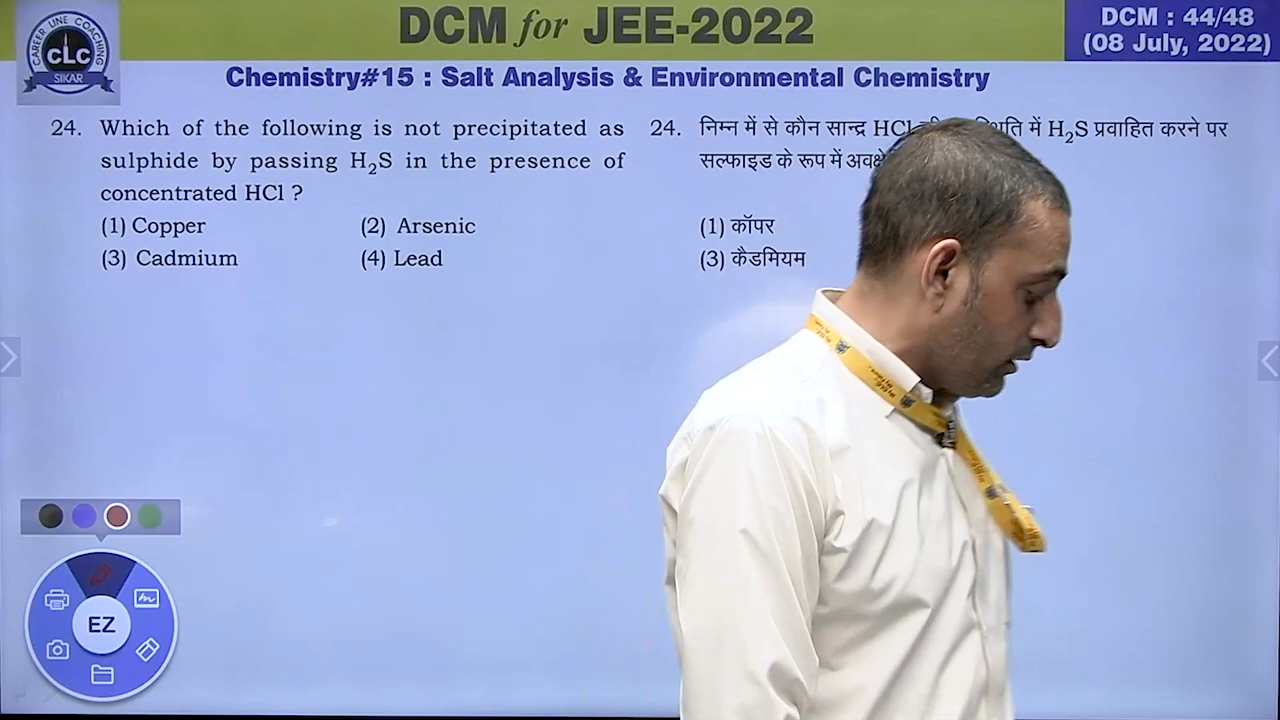 DCM for JEE-2022
DCM : 44/48
(08 July, 2022)
CAREER LINE COACHING
CLC
SIKAR
Chemistry#15 : Salt Analysis & Environmental Chemistry
24. Which of the following is not precipitated as
sulphide by passing H₂S in the presence of
concentrated HCl ?
(1) Copper (2) Arsenic
(3) Cadmium (4) Lead
24. निम्न में से कौन सान्द्र HCl में H₂S प्रवाहित करने पर
सल्फाइड के रूप में
(1) कॉपर
(3) कैडमियम
EZ